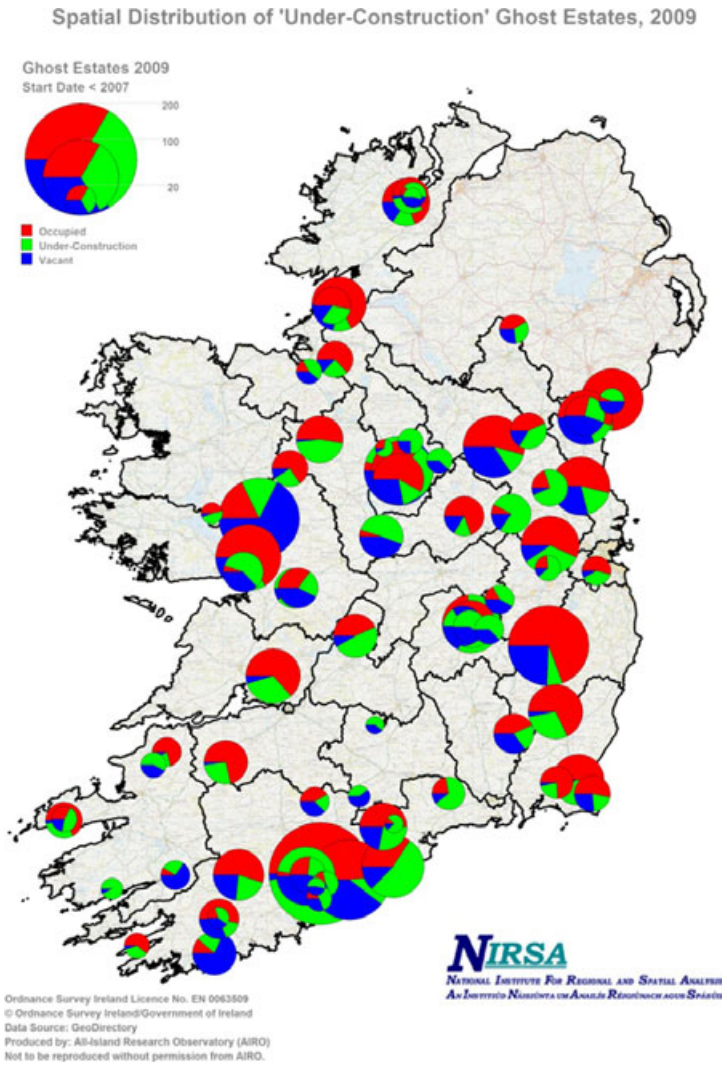 Spatial Distribution of 'Under-Construction' Ghost Estates, 2009
Ghost Estates 2009
Start Date < 2007
200
100
20
Occupied
Under-Construction
Vacant
NIRSA
NATIONAL INSTITUTE FOR REGIONAL AND SPATIAL ANALYSIS
AN INSTITIÚD NÁISIÚNTA UM ANAILÍS RÉIGIÚNACH AGUS SPÁSÚIL
Ordnance Survey Ireland Licence No. EN 0063509
© Ordnance Survey Ireland/Government of Ireland
Data Source: GeoDirectory
Produced by: All-Island Research Observatory (AIRO)
Not to be reproduced without permission from AIRO.